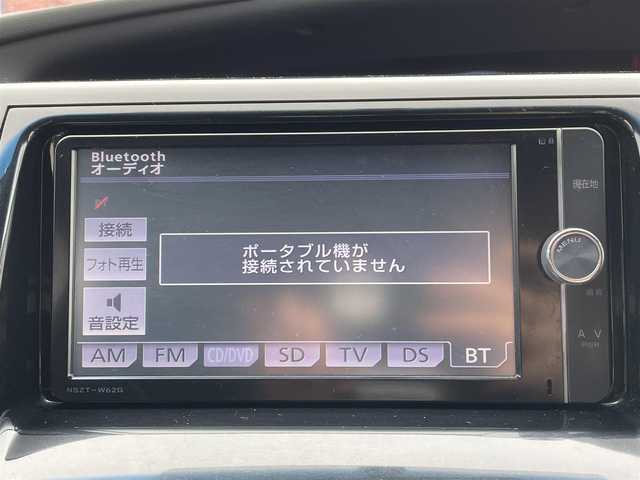 Bluetooth
オーディオ
現在地
接続
ポータブル機が
接続されていません
MENU
フォト再生
音設定
AM FM CD/DVD SD TV DS BT
A V
NSZT-W62G